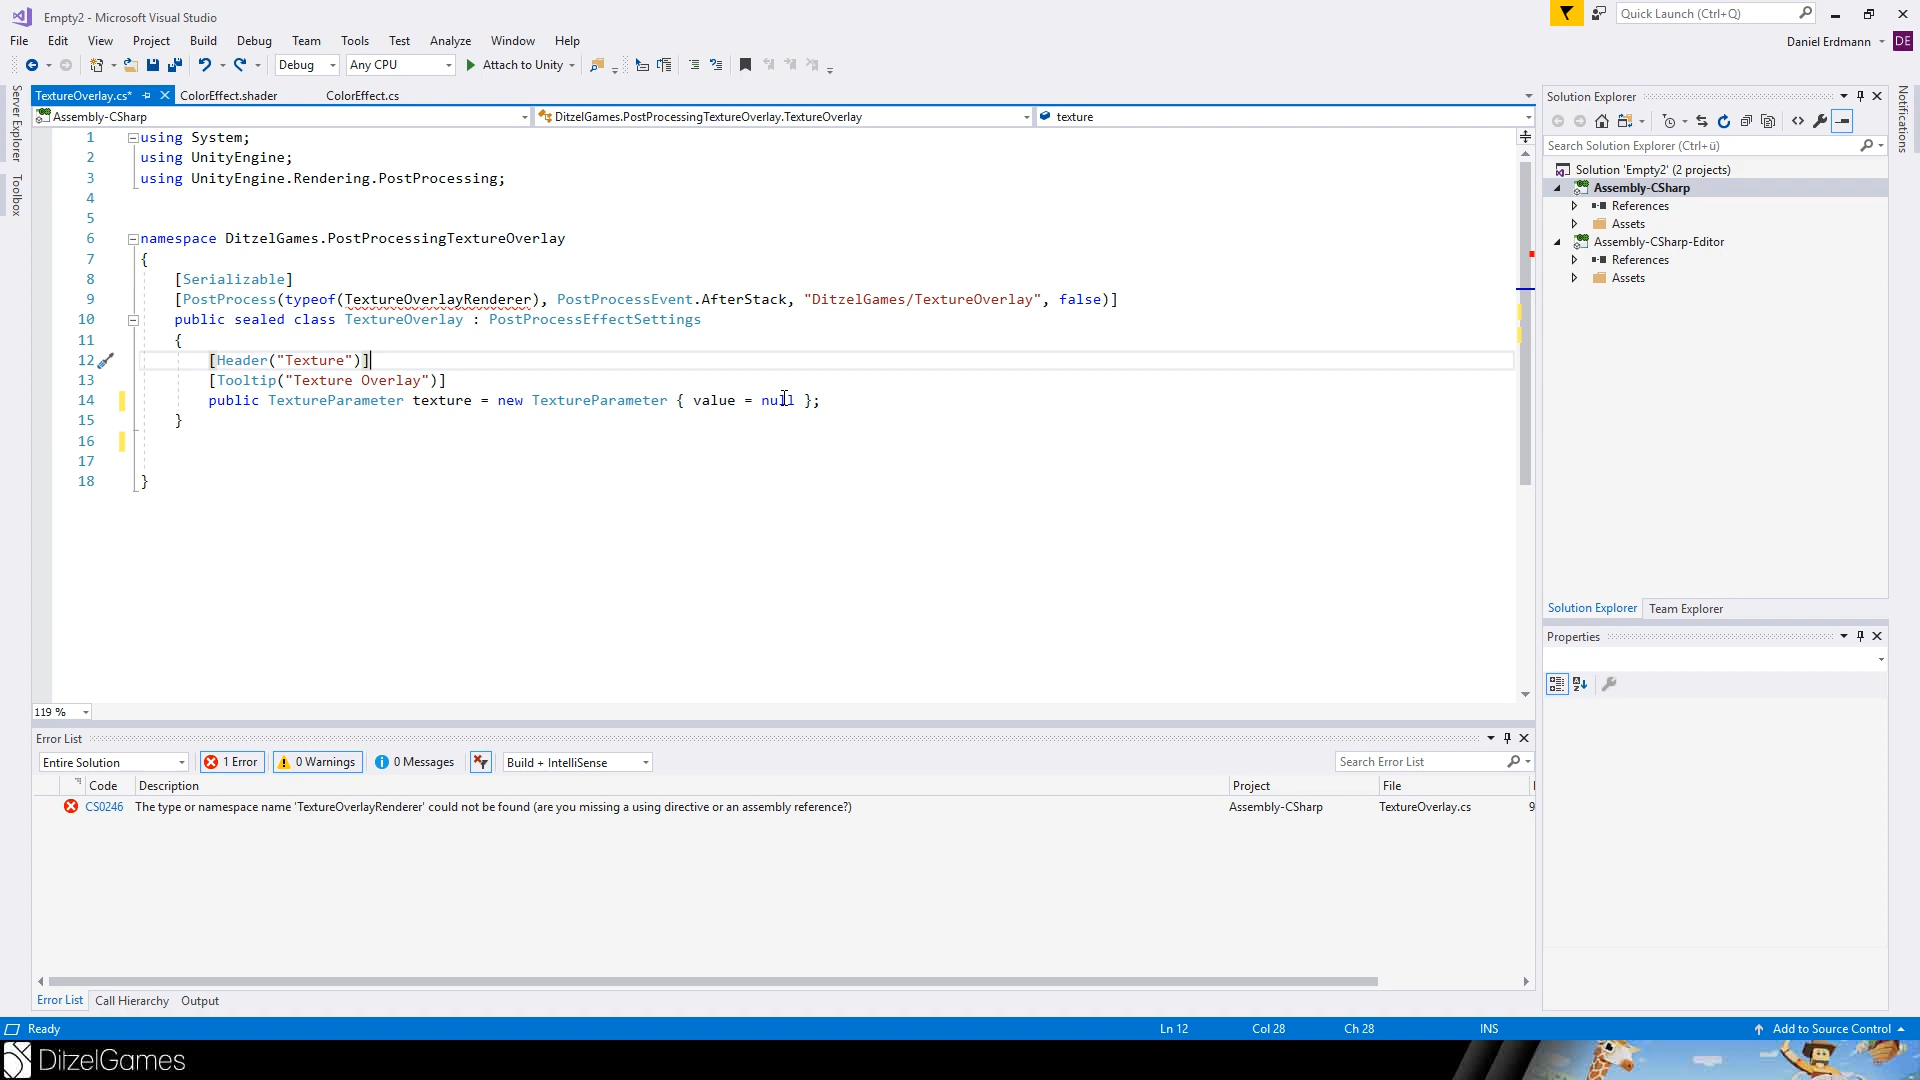 Empty2 - Microsoft Visual Studio
Quick Launch (Ctrl+Q)
File Edit View Project Build Debug Team Tools Test Analyze Window Help
Daniel Erdmann DE
Debug Any CPU Attach to Unity
Server Explorer
Toolbox
Notifications
TextureOverlay.cs* ColorEffect.shader ColorEffect.cs
Assembly-CSharp DitzelGames.PostProcessingTextureOverlay.TextureOverlay texture
1 using System;
2 using UnityEngine;
3 using UnityEngine.Rendering.PostProcessing;
4
5
6 namespace DitzelGames.PostProcessingTextureOverlay
7 {
8 [Serializable]
9 [PostProcess(typeof(TextureOverlayRenderer), PostProcessEvent.AfterStack, "DitzelGames/TextureOverlay", false)]
10 public sealed class TextureOverlay : PostProcessEffectSettings
11 {
12 [Header("Texture")]
13 [Tooltip("Texture Overlay")]
14 public TextureParameter texture = new TextureParameter { value = null };
15 }
16
17
18 }
119 %
Solution Explorer
Search Solution Explorer (Ctrl+ü)
Solution 'Empty2' (2 projects)
Assembly-CSharp
References
Assets
Assembly-CSharp-Editor
References
Assets
Solution Explorer Team Explorer
Properties
Error List
Entire Solution 1 Error 0 Warnings 0 Messages Build + IntelliSense Search Error List
Code Description Project File
CS0246 The type or namespace name 'TextureOverlayRenderer' could not be found (are you missing a using directive or an assembly reference?) Assembly-CSharp TextureOverlay.cs 9
Error List Call Hierarchy Output
Ready Ln 12 Col 28 Ch 28 INS Add to Source Control
DitzelGames